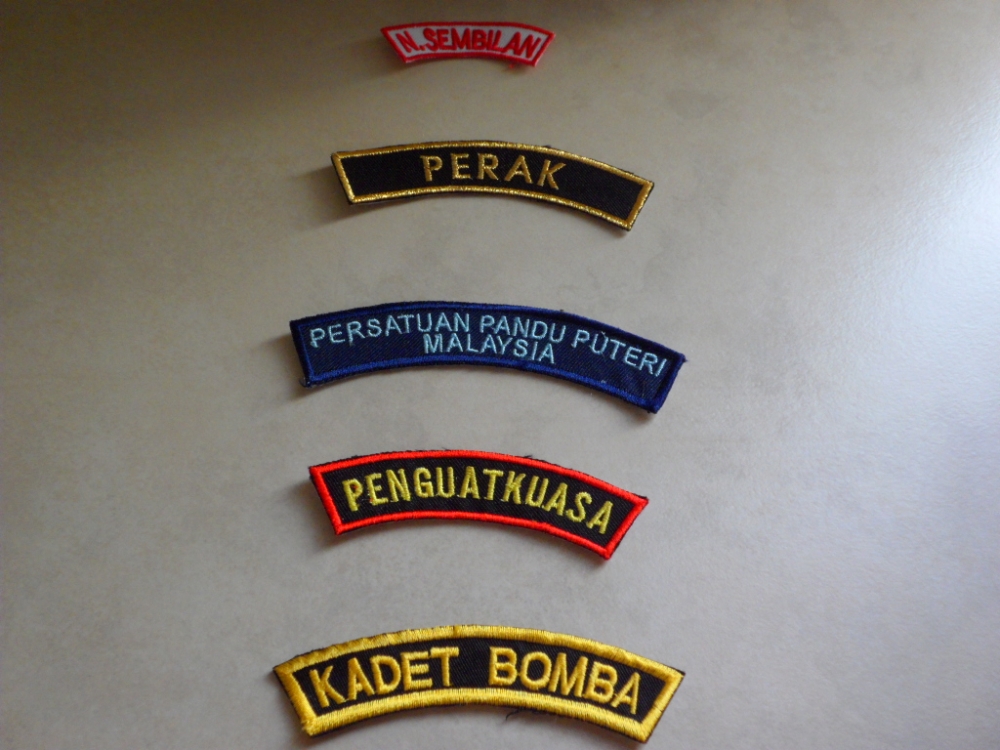 N.SEMBILAN
PERAK
PERSATUAN PANDU PUTERI
MALAYSIA
PENGUATKUASA
KADET BOMBA